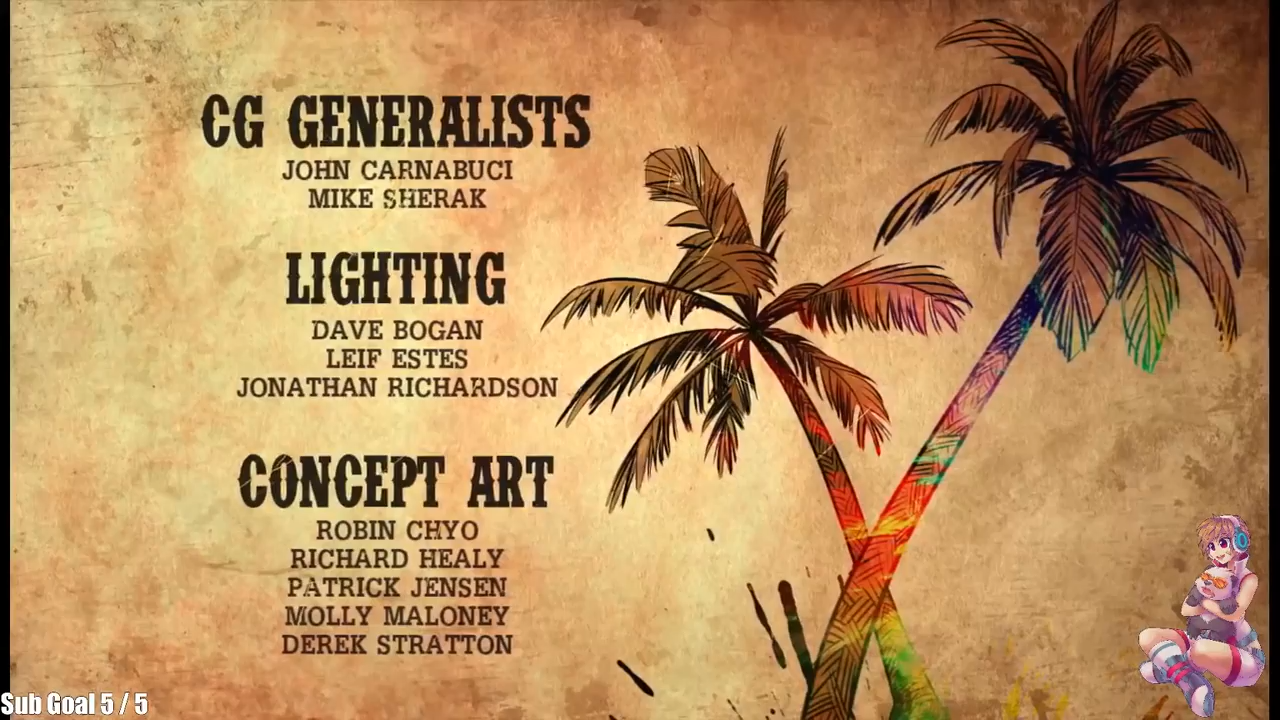 CG GENERALISTS
JOHN CARNABUCI
MIKE SHERAK
LIGHTING
DAVE BOGAN
LEIF ESTES
JONATHAN RICHARDSON
CONCEPT ART
ROBIN CHYO
RICHARD HEALY
PATRICK JENSEN
MOLLY MALONEY
DEREK STRATTON
Sub Goal 5 / 5